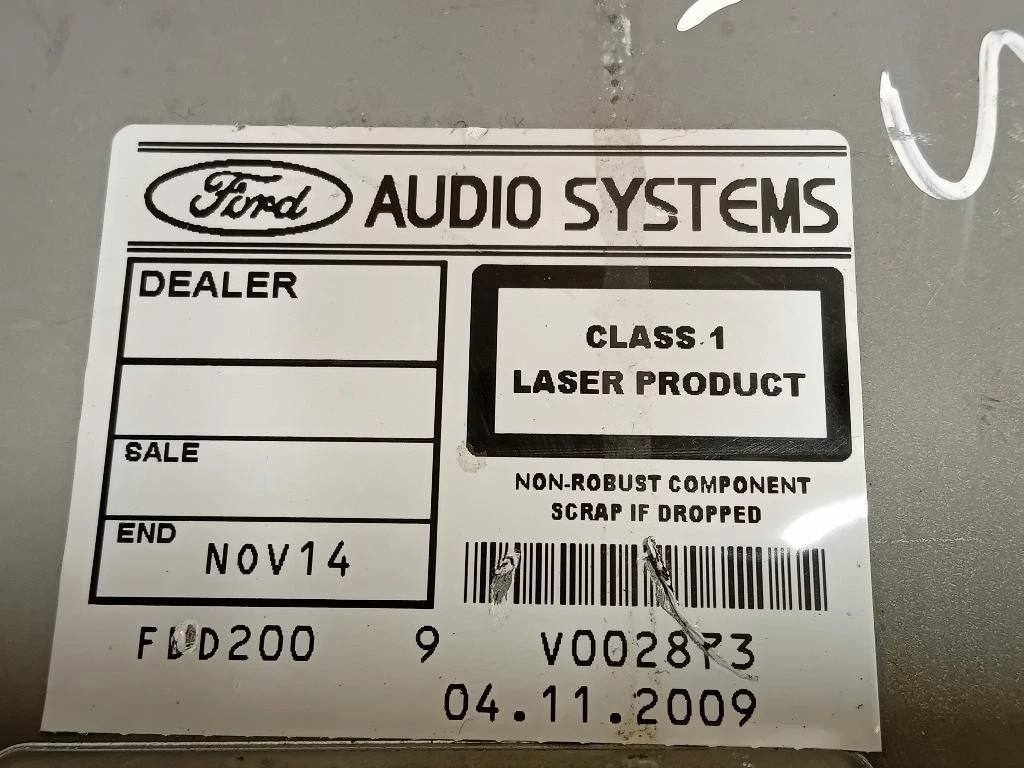 Ford AUDIO SYSTEMS
DEALER
CLASS 1
LASER PRODUCT
SALE
NON-ROBUST COMPONENT
SCRAP IF DROPPED
END NOV14
9 V002873
04.11.2009